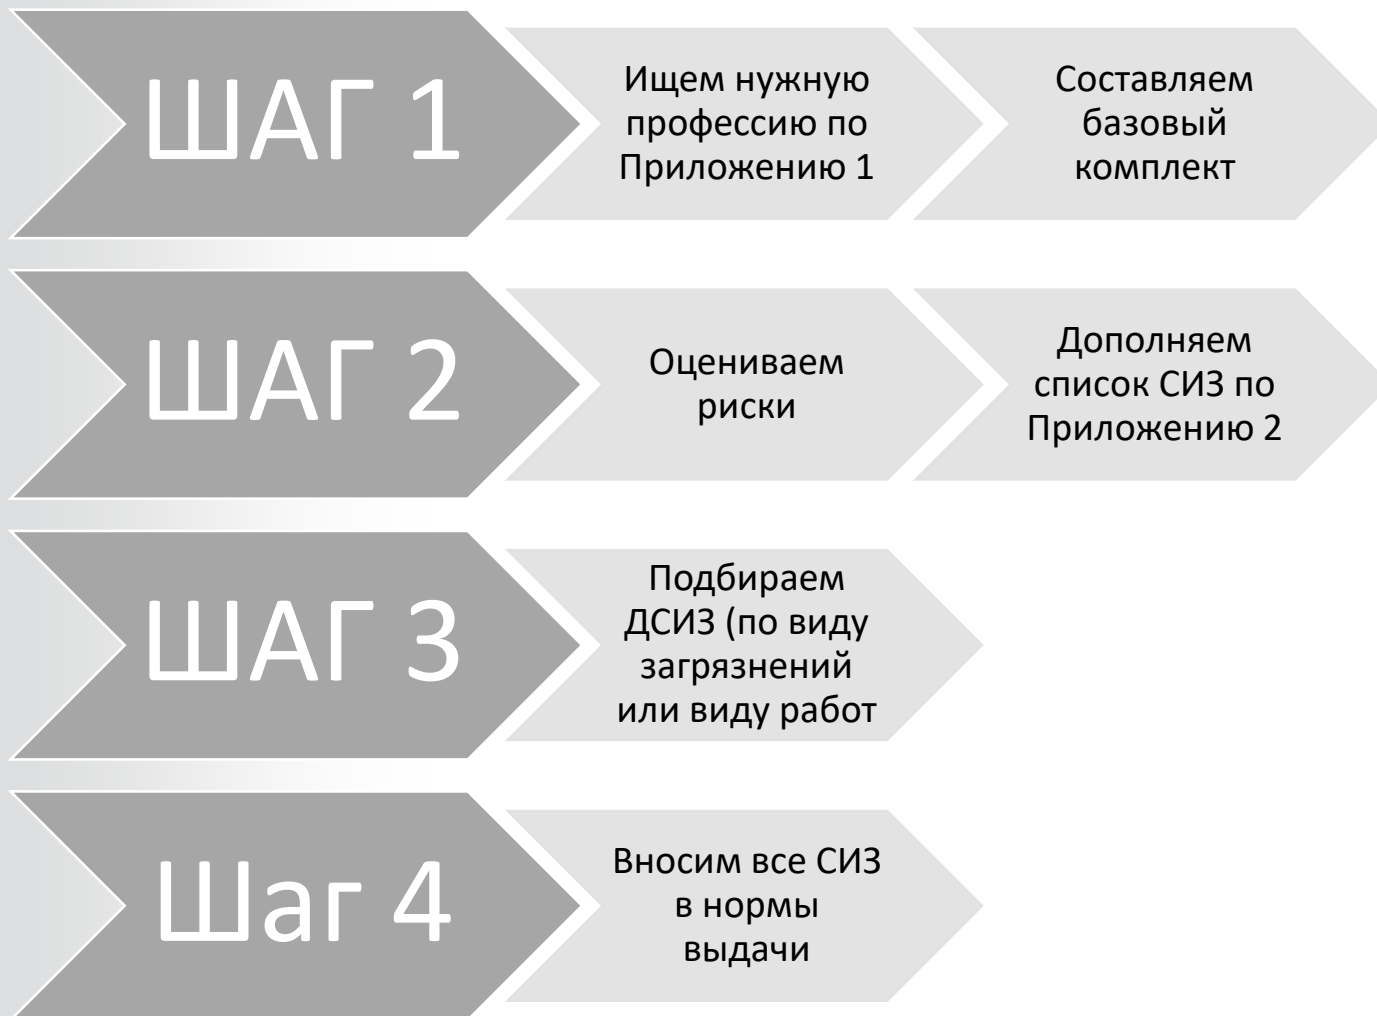 ШАГ 1
Ищем нужную
профессию по
Приложению 1
Составляем
базовый
комплект
ШАГ 2
Оцениваем
риски
Дополняем
список СИЗ по
Приложению 2
ШАГ 3
Подбираем
ДСИЗ (по виду
загрязнений
или виду работ
Шаг 4
Вносим все СИЗ
в нормы
выдачи